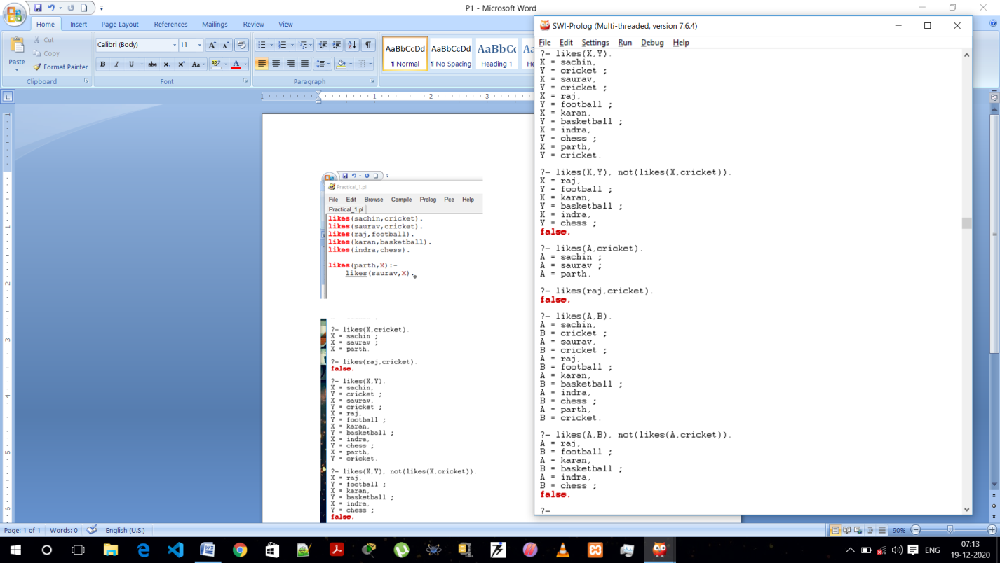 P1 - Microsoft Word
Home Insert Page Layout References Mailings Review View
Cut
Copy
Format Painter
Paste
Clipboard
Calibri (Body) 11
Font
Paragraph
AaBbCcDd AaBbCcDd AaBbCc
¶ Normal ¶ No Spacing Heading 1
Practical_1.pl
File Edit Browse Compile Prolog Pce Help
Practical_1.pl
likes(sachin,cricket).
likes(saurav,cricket).
likes(raj,football).
likes(karan,basketball).
likes(indra,chess).
likes(parth,X):-
likes(saurav,X).
?- likes(X,cricket).
X = sachin ;
X = saurav ;
X = parth.
?- likes(raj,cricket).
false.
?- likes(X,Y).
X = sachin,
Y = cricket ;
X = saurav,
Y = cricket ;
X = raj,
Y = football ;
X = karan,
Y = basketball ;
X = indra,
Y = chess ;
X = parth,
Y = cricket.
?- likes(X,Y), not(likes(X,cricket)).
X = raj,
Y = football ;
X = karan,
Y = basketball ;
X = indra,
Y = chess ;
false.
SWI-Prolog (Multi-threaded, version 7.6.4)
File Edit Settings Run Debug Help
?- likes(X,Y).
X = sachin,
Y = cricket ;
X = saurav,
Y = cricket ;
X = raj,
Y = football ;
X = karan,
Y = basketball ;
X = indra,
Y = chess ;
X = parth,
Y = cricket.
?- likes(X,Y), not(likes(X,cricket)).
X = raj,
Y = football ;
X = karan,
Y = basketball ;
X = indra,
Y = chess ;
false.
?- likes(A,cricket).
A = sachin ;
A = saurav ;
A = parth.
?- likes(raj,cricket).
false.
?- likes(A,B).
A = sachin,
B = cricket ;
A = saurav,
B = cricket ;
A = raj,
B = football ;
A = karan,
B = basketball ;
A = indra,
B = chess ;
A = parth,
B = cricket.
?- likes(A,B), not(likes(A,cricket)).
A = raj,
B = football ;
A = karan,
B = basketball ;
A = indra,
B = chess ;
false.
?-
Page: 1 of 1 Words: 0 English (U.S.) 90%
ENG 07:13
19-12-2020